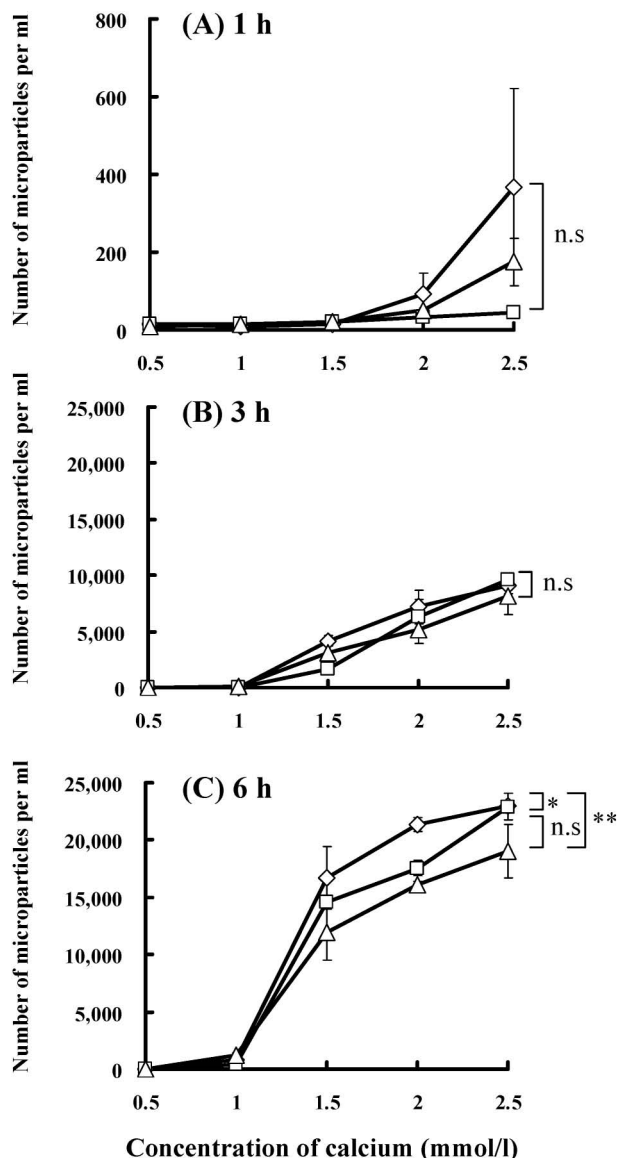 (A) 1 h
Number of microparticles per ml
800
600
400
200
0
n.s
0.5 1 1.5 2 2.5
(B) 3 h
Number of microparticles per ml
25,000
20,000
15,000
10,000
5,000
0
n.s
0.5 1 1.5 2 2.5
(C) 6 h
Number of microparticles per ml
25,000
20,000
15,000
10,000
5,000
0
*
n.s
**
0.5 1 1.5 2 2.5
Concentration of calcium (mmol/l)